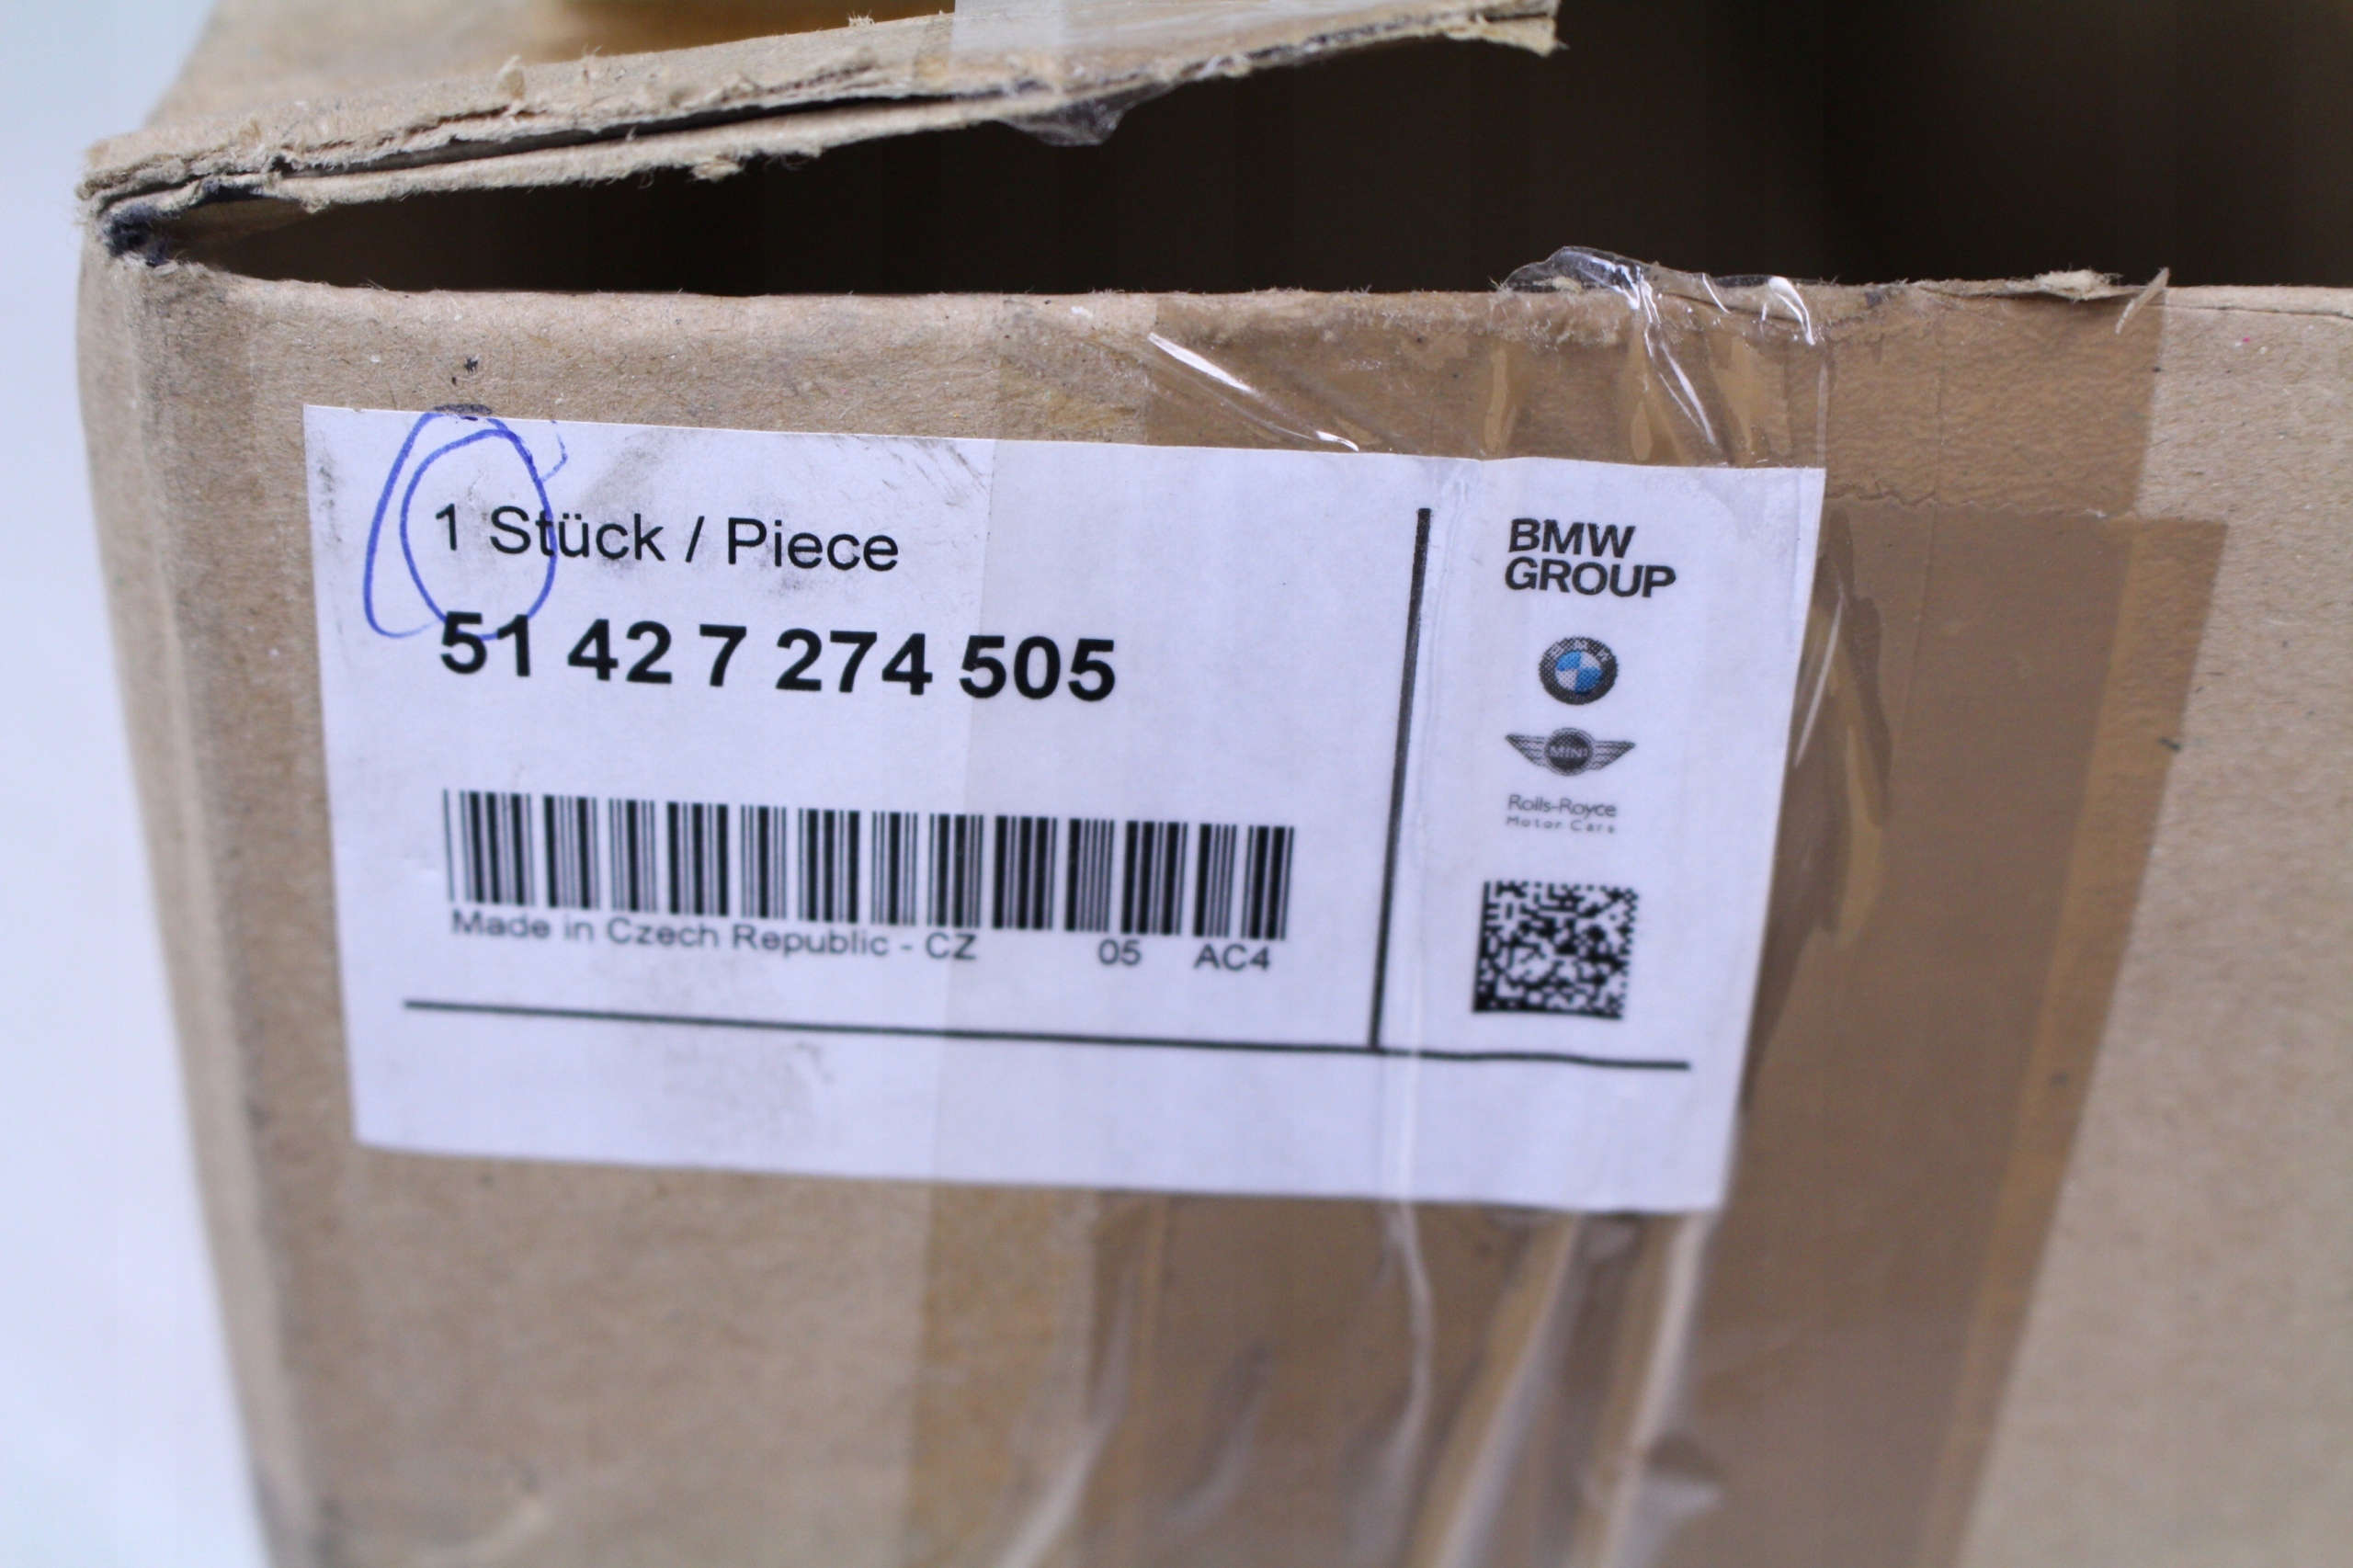 1 Stück / Piece
51 42 7 274 505
Made in Czech Republic - CZ 05 AC4
BMW
GROUP
BMW
MINI
Rolls-Royce
Motor Cars